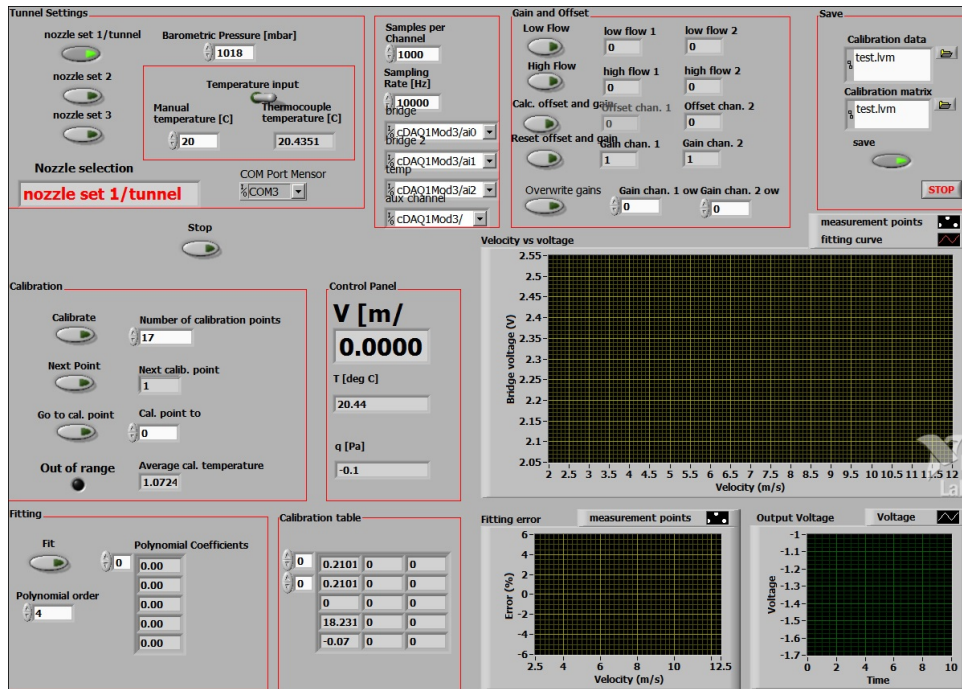 Tunnel Settings
nozzle set 1/tunnel
nozzle set 2
nozzle set 3
Barometric Pressure [mbar]
1018
Temperature input
Manual temperature [C]
20
Thermocouple temperature [C]
20.4351
Nozzle selection
nozzle set 1/tunnel
COM Port Mensor
COM3
Samples per Channel
1000
Sampling Rate [Hz]
10000
bridge
cDAQ1Mod3/ai0
bridge 2
cDAQ1Mod3/ai1
temp
cDAQ1Mod3/ai2
aux channel
cDAQ1Mod3/
Gain and Offset
Low Flow
low flow 1
0
low flow 2
0
High Flow
high flow 1
0
high flow 2
0
Calc. offset and gain
Offset chan. 1
0
Offset chan. 2
0
Reset offset and gain
Gain chan. 1
1
Gain chan. 2
1
Overwrite gains
Gain chan. 1 ow
0
Gain chan. 2 ow
0
Save
Calibration data
test.lvm
Calibration matrix
test.lvm
save
STOP
Stop
Calibration
Calibrate
Number of calibration points
17
Next Point
Next calib. point
1
Go to cal. point
Cal. point to
0
Out of range
Average cal. temperature
1.0724
Control Panel
V [m/
0.0000
T [deg C]
20.44
q [Pa]
-0.1
Velocity vs voltage
measurement points
fitting curve
Bridge voltage (V)
2.55
2.5
2.45
2.4
2.35
2.3
2.25
2.2
2.15
2.1
2.05
2 2.5 3 3.5 4 4.5 5 5.5 6 6.5 7 7.5 8 8.5 9 9.5 10 10.5 11 11.5 12
Velocity (m/s)
Fitting
Fit
Polynomial order
4
0
Polynomial Coefficients
0.00
0.00
0.00
0.00
0.00
Calibration table
0
0
0.2101 0 0
0.2101 0 0
0 0 0
18.231 0 0
-0.07 0 0
Fitting error
measurement points
Error (%)
6
4
2
0
-2
-4
-6
2.5 4 6 8 10 12.5
Velocity (m/s)
Output Voltage
Voltage
Voltage
-1
-1.1
-1.2
-1.3
-1.4
-1.5
-1.6
-1.7
0 2 4 6 8 10
Time